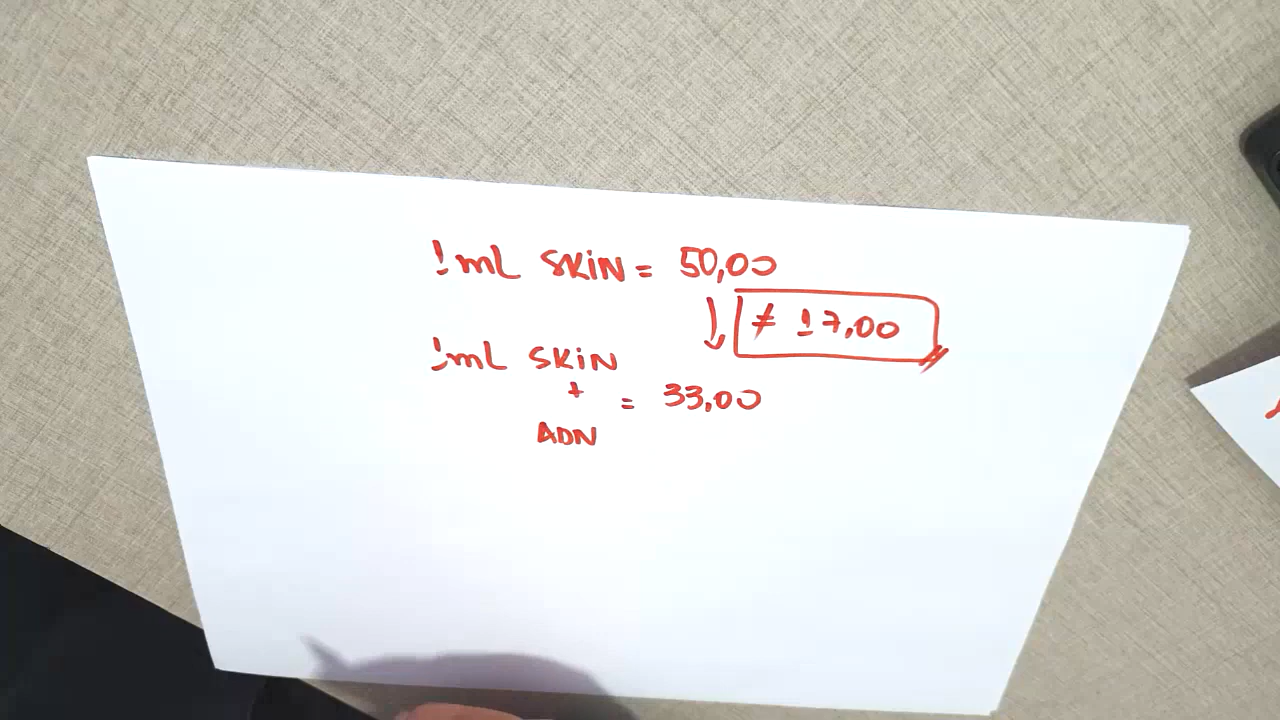 1ml SKIN = 50,00
↓ ≠ 17,00
1ml SKIN
+
= 33,00
ADN